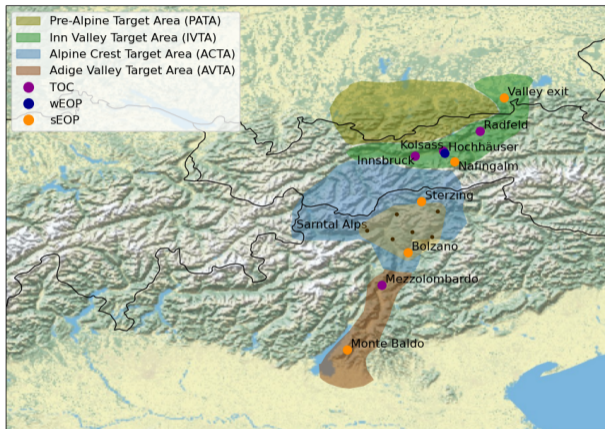 Pre-Alpine Target Area (PATA)
Inn Valley Target Area (IVTA)
Alpine Crest Target Area (ACTA)
Adige Valley Target Area (AVTA)
TOC
wEOP
sEOP
Valley exit
Radfeld
Kolsass
Hochhäuser
Innsbruck
Nafingalm
Sterzing
Sarntal Alps
Bolzano
Mezzolombardo
Monte Baldo